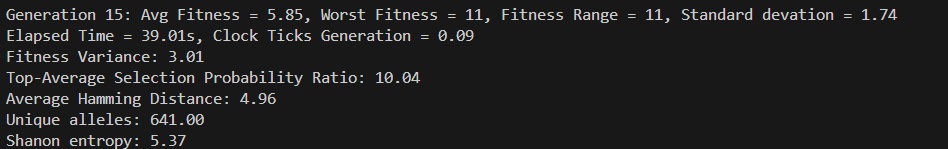 Generation 15: Avg Fitness = 5.85, Worst Fitness = 11, Fitness Range = 11, Standard devation = 1.74
Elapsed Time = 39.01s, Clock Ticks Generation = 0.09
Fitness Variance: 3.01
Top-Average Selection Probability Ratio: 10.04
Average Hamming Distance: 4.96
Unique alleles: 641.00
Shanon entropy: 5.37